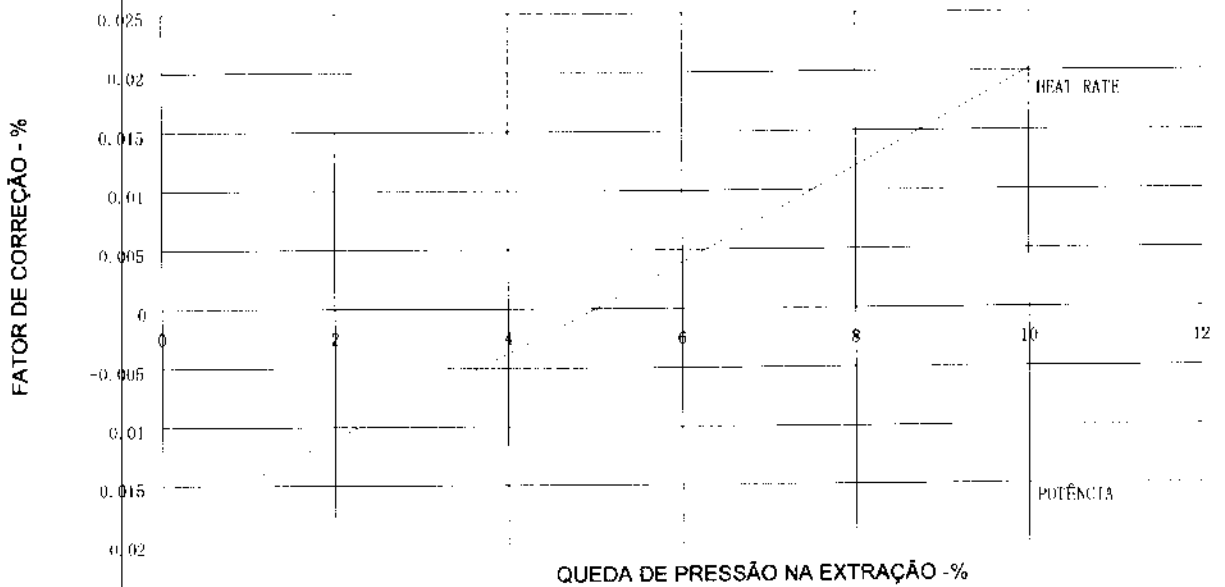 0.025
0.02
HEAT RATE
0.015
0.01
0.005
0
0 2 4 6 8 10 12
-0.005
0.01
0.015
POTÊNCIA
0.02
FATOR DE CORREÇÃO - %
QUEDA DE PRESSÃO NA EXTRAÇÃO -%